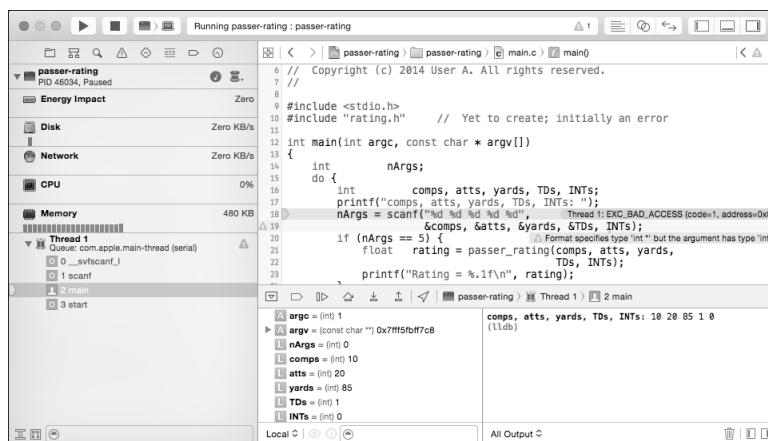 Running passer-rating : passer-rating
1
passer-rating
PID 46034, Paused
Energy Impact
Zero
Disk
Zero KB/s
Network
Zero KB/s
CPU
0%
Memory
480 KB
Thread 1
Queue: com.apple.main-thread (serial)
0 __svfscanf_l
1 scanf
2 main
3 start
passer-rating
passer-rating
main.c
main()
6 // Copyright (c) 2014 User A. All rights reserved.
7 //
8
9 #include <stdio.h>
10 #include "rating.h" // Yet to create; initially an error
11
12 int main(int argc, const char * argv[])
13 {
14 int nArgs;
15 do {
16 int comps, atts, yards, TDs, INTs;
17 printf("comps, atts, yards, TDs, INTs: ");
18 nArgs = scanf("%d %d %d %d %d", Thread 1: EXC_BAD_ACCESS (code=1, address=0x
19 &comps, &atts, &yards, &TDs, INTs);
20 if (nArgs == 5) { Format specifies type 'int *' but the argument has type 'int
21 float rating = passer_rating(comps, atts, yards,
22 TDs, INTs);
23 printf("Rating = %.1f\n", rating);
passer-rating
Thread 1
2 main
A argc = (int) 1
A argv = (const char **) 0x7fff5fbff7c8
L nArgs = (int) 0
L comps = (int) 10
L atts = (int) 20
L yards = (int) 85
L TDs = (int) 1
L INTs = (int) 0
comps, atts, yards, TDs, INTs: 10 20 85 1 0
(lldb)
Local
All Output